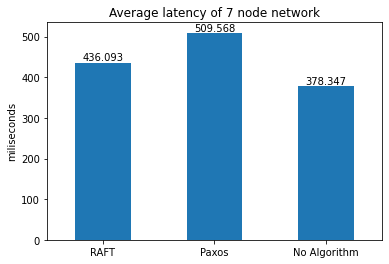 Average latency of 7 node network
miliseconds
500
400
300
200
100
0
436.093
509.568
378.347
RAFT
Paxos
No Algorithm